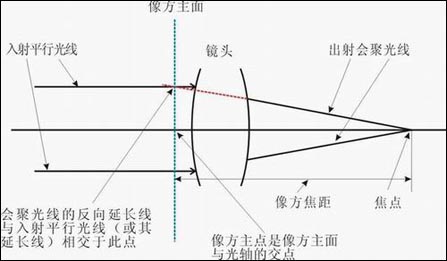 像方主面
入射平行光线
镜头
出射会聚光线
会聚光线的反向延长线
与入射平行光线（或其
延长线）相交于此点
像方焦距
焦点
像方主点是像方主面
与光轴的交点